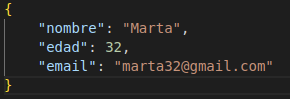 {
    "nombre": "Marta",
    "edad": 32,
    "email": "marta32@gmail.com"
}